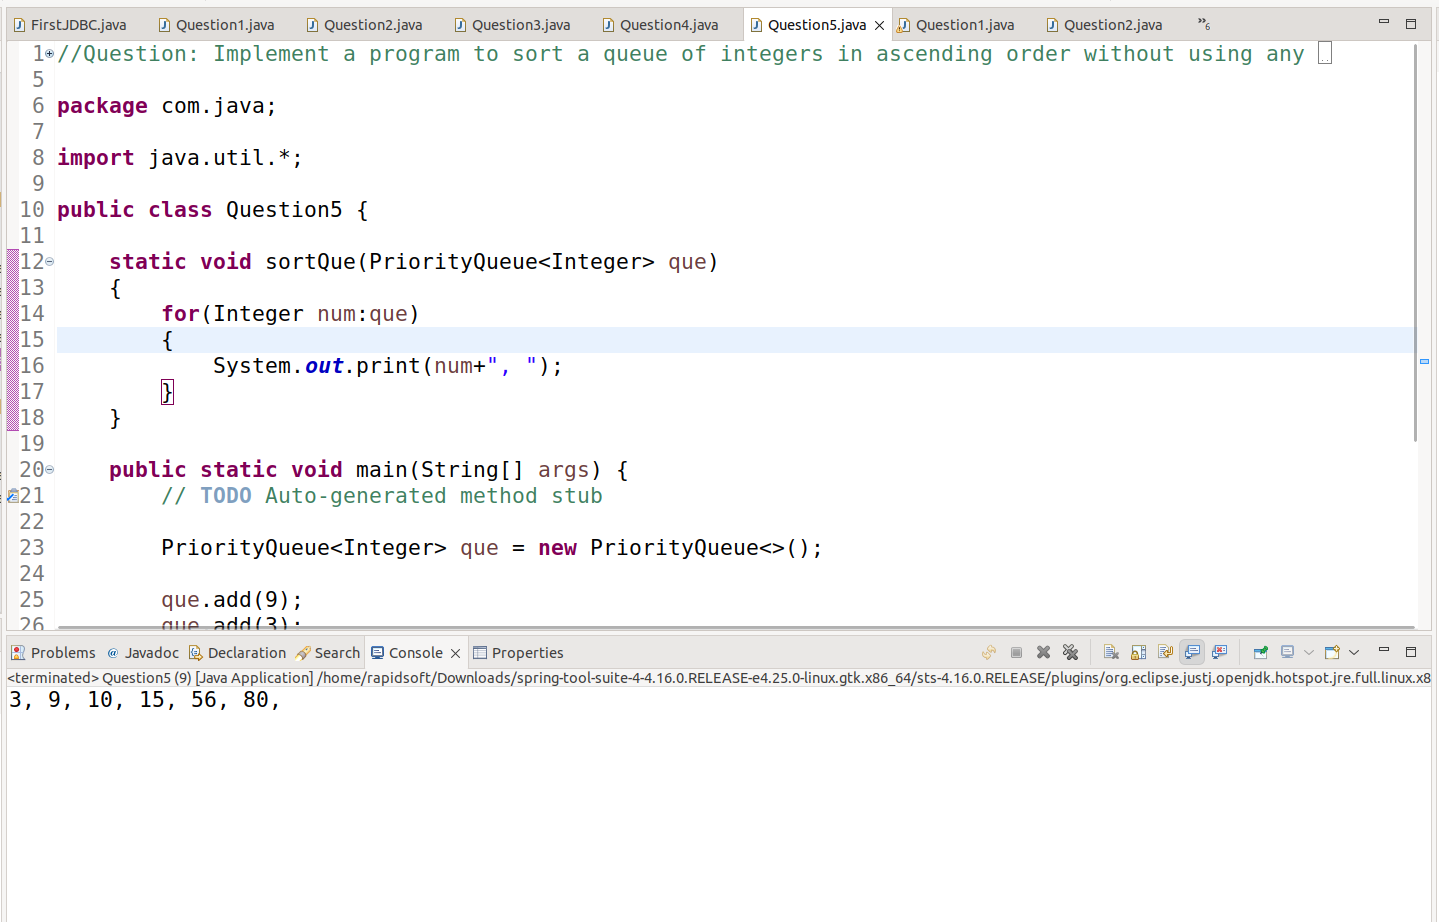 FirstJDBC.java Question1.java Question2.java Question3.java Question4.java Question5.java Question1.java Question2.java »6
1 //Question: Implement a program to sort a queue of integers in ascending order without using any
5
6 package com.java;
7
8 import java.util.*;
9
10 public class Question5 {
11
12 static void sortQue(PriorityQueue<Integer> que)
13 {
14 for(Integer num:que)
15 {
16 System.out.print(num+", ");
17 }
18 }
19
20 public static void main(String[] args) {
21 // TODO Auto-generated method stub
22
23 PriorityQueue<Integer> que = new PriorityQueue<>();
24
25 que.add(9);
26 que.add(3);
Problems @ Javadoc Declaration Search Console Properties
<terminated> Question5 (9) [Java Application] /home/rapidsoft/Downloads/spring-tool-suite-4-4.16.0.RELEASE-e4.25.0-linux.gtk.x86_64/sts-4.16.0.RELEASE/plugins/org.eclipse.justj.openjdk.hotspot.jre.full.linux.x8
3, 9, 10, 15, 56, 80,